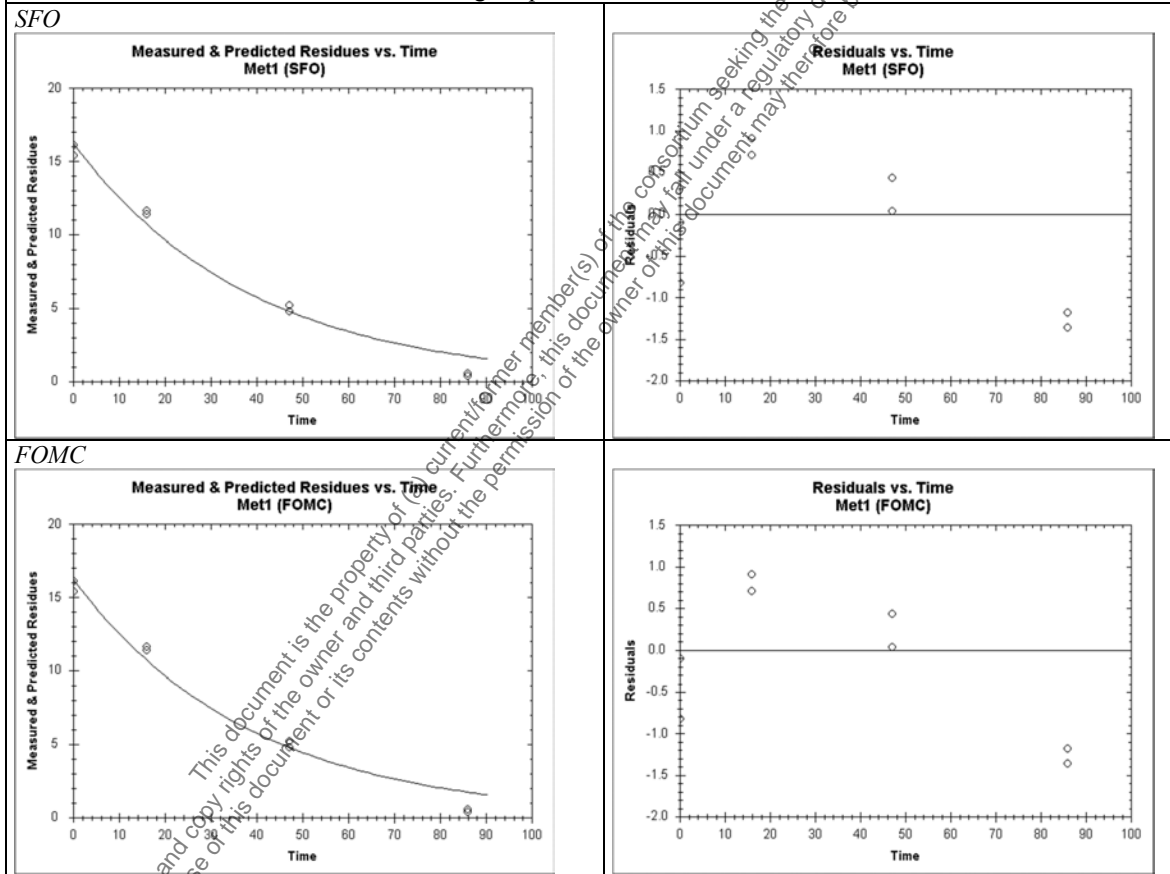 SFO
Measured & Predicted Residues vs. Time
Met1 (SFO)
Measured & Predicted Residues
20
15
10
5
0
0 10 20 30 40 50 60 70 80 90 100
Time
Residuals vs. Time
Met1 (SFO)
Residuals
1.5
1.0
0.5
0.0
-0.5
-1.0
-1.5
-2.0
0 10 20 30 40 50 60 70 80 90 100
Time
FOMC
Measured & Predicted Residues vs. Time
Met1 (FOMC)
Measured & Predicted Residues
20
15
10
5
0
0 10 20 30 40 50 60 70 80 90 100
Time
Residuals vs. Time
Met1 (FOMC)
Residuals
1.5
1.0
0.5
0.0
-0.5
-1.0
-1.5
-2.0
0 10 20 30 40 50 60 70 80 90 100
Time
This document is the property of (a) current/former member(s) of the consortium seeking the
and copy rights of the owner and third parties. Furthermore, this document may fall under a regulatory
of this document or its contents without the permission of the owner of this document may therefore